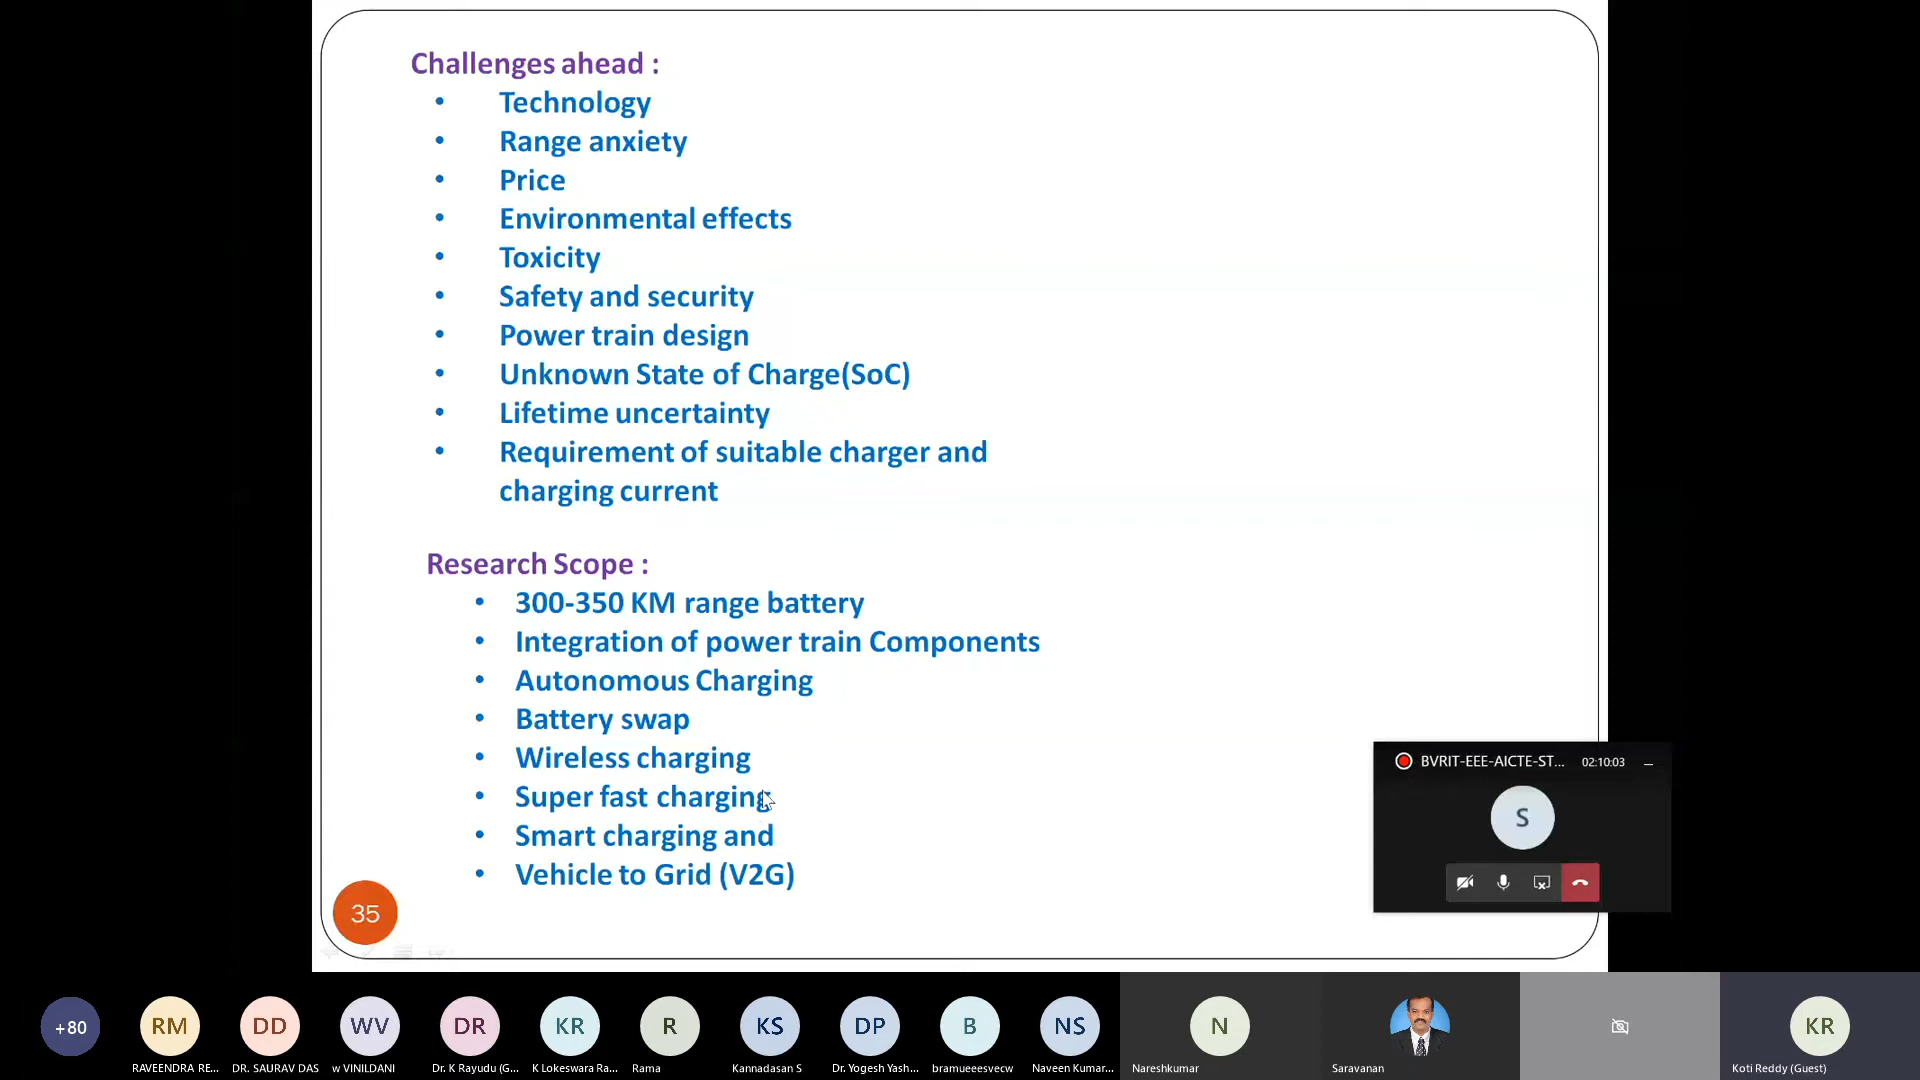 Challenges ahead :
• Technology
• Range anxiety
• Price
• Environmental effects
• Toxicity
• Safety and security
• Power train design
• Unknown State of Charge(SoC)
• Lifetime uncertainty
• Requirement of suitable charger and
charging current
Research Scope :
• 300-350 KM range battery
• Integration of power train Components
• Autonomous Charging
• Battery swap
• Wireless charging
• Super fast charging
• Smart charging and
• Vehicle to Grid (V2G)
35
BVRIT-EEE-AICTE-ST... 02:10:03
S
+80 RM DD WV DR KR R KS DP B NS N KR
RAVEENDRA RE... DR. SAURAV DAS w VINILDANI Dr. K Rayudu (G... K Lokeswara Ra... Rama Kannadasan S Dr. Yogesh Yash... bramueeesvecw Naveen Kumar... Nareshkumar Saravanan Koti Reddy (Guest)